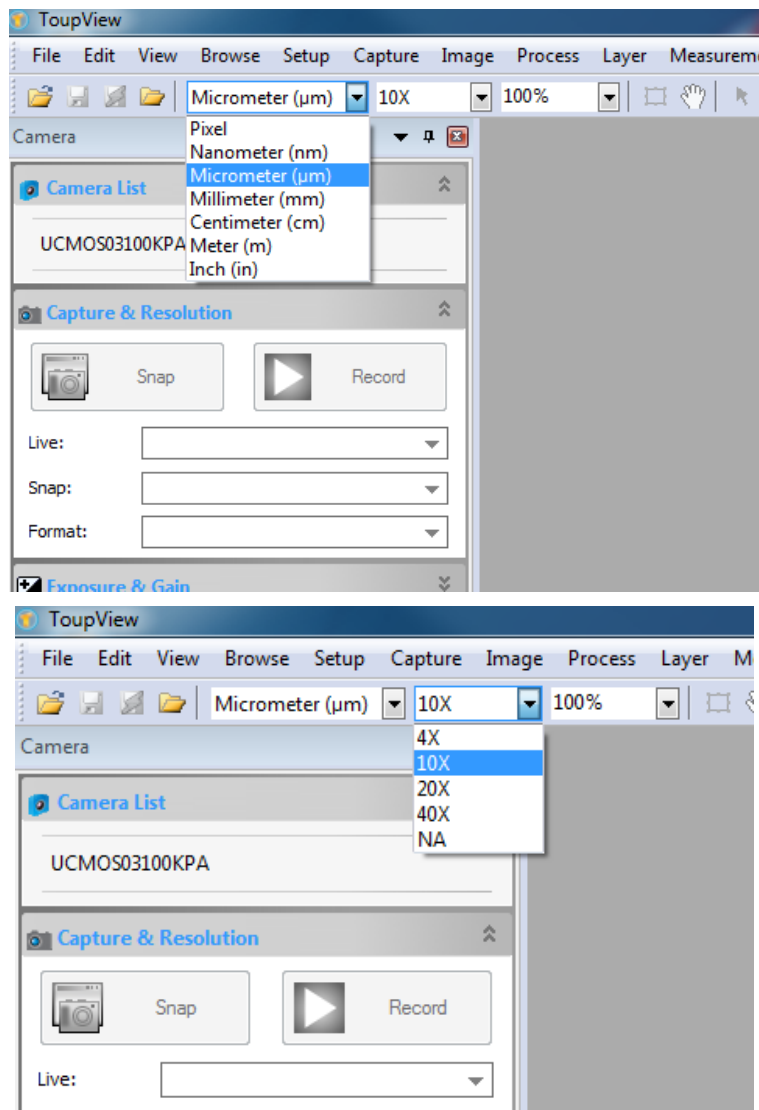 ToupView
File Edit View Browse Setup Capture Image Process Layer Measurem
Micrometer (µm) 10X 100%
Camera
Pixel
Nanometer (nm)
Micrometer (µm)
Millimeter (mm)
Centimeter (cm)
Meter (m)
Inch (in)
Camera List
UCMOS03100KPA
Capture & Resolution
Snap Record
Live:
Snap:
Format:
Exposure & Gain
ToupView
File Edit View Browse Setup Capture Image Process Layer M
Micrometer (µm) 10X 100%
Camera
4X
10X
20X
40X
NA
Camera List
UCMOS03100KPA
Capture & Resolution
Snap Record
Live: